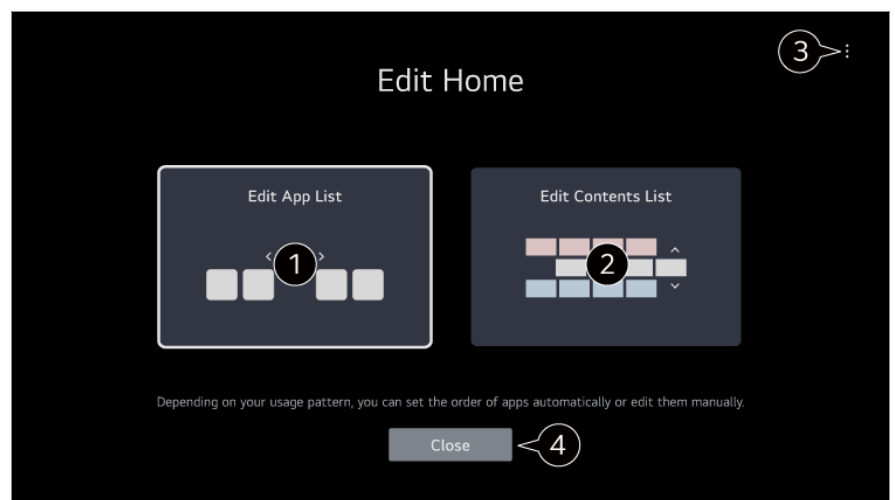 3
Edit Home
Edit App List
Edit Contents List
1
2
Depending on your usage pattern, you can set the order of apps automatically or edit them manually.
Close
4